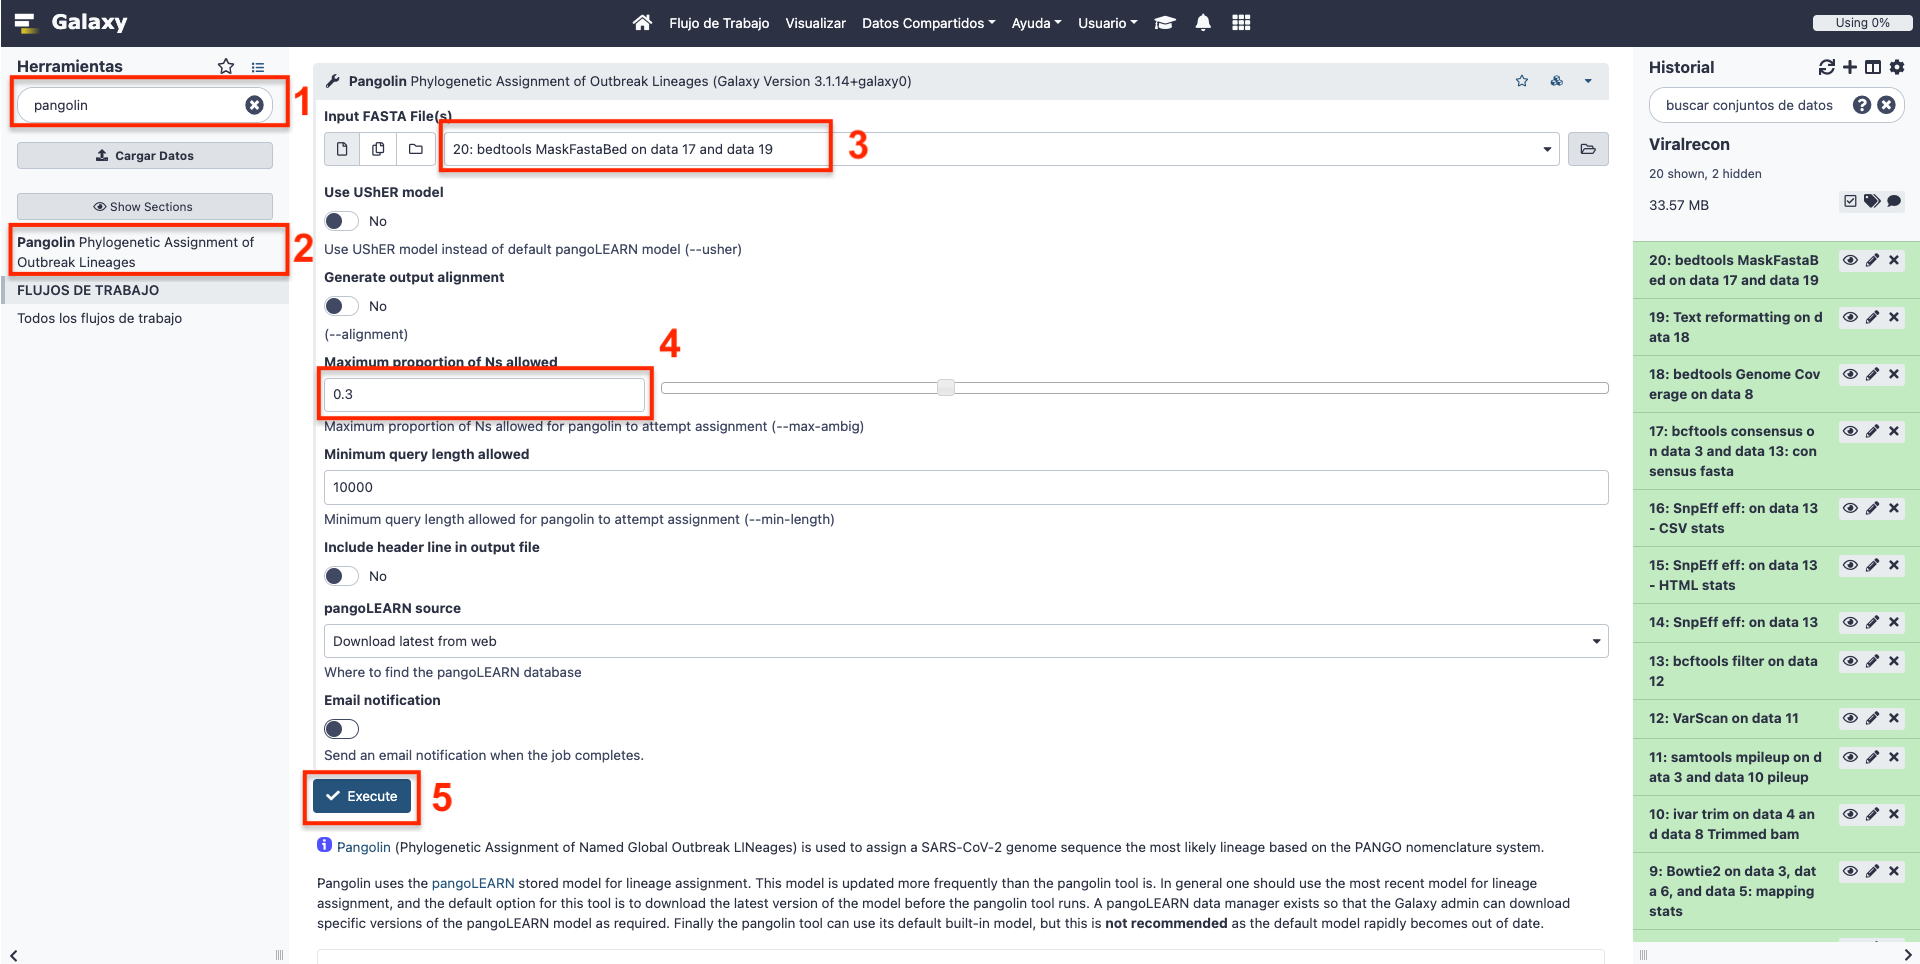 Galaxy
Flujo de Trabajo
Visualizar
Datos Compartidos
Ayuda
Usuario
Using 0%
Herramientas
pangolin
1
Cargar Datos
Show Sections
Pangolin Phylogenetic Assignment of
Outbreak Lineages
2
FLUJOS DE TRABAJO
Todos los flujos de trabajo
Pangolin Phylogenetic Assignment of Outbreak Lineages (Galaxy Version 3.1.14+galaxy0)
Input FASTA File(s)
20: bedtools MaskFastaBed on data 17 and data 19
3
Use UShER model
No
Use UShER model instead of default pangoLEARN model (--usher)
Generate output alignment
No
(--alignment)
4
Maximum proportion of Ns allowed
0.3
Maximum proportion of Ns allowed for pangolin to attempt assignment (--max-ambig)
Minimum query length allowed
10000
Minimum query length allowed for pangolin to attempt assignment (--min-length)
Include header line in output file
No
pangoLEARN source
Download latest from web
Where to find the pangoLEARN database
Email notification
Send an email notification when the job completes.
Execute
5
Pangolin (Phylogenetic Assignment of Named Global Outbreak LINeages) is used to assign a SARS-CoV-2 genome sequence the most likely lineage based on the PANGO nomenclature system.
Pangolin uses the pangoLEARN stored model for lineage assignment. This model is updated more frequently than the pangolin tool is. In general one should use the most recent model for lineage
assignment, and the default option for this tool is to download the latest version of the model before the pangolin tool runs. A pangoLEARN data manager exists so that the Galaxy admin can download
specific versions of the pangoLEARN model as required. Finally the pangolin tool can use its default built-in model, but this is not recommended as the default model rapidly becomes out of date.
Historial
buscar conjuntos de datos
Viralrecon
20 shown, 2 hidden
33.57 MB
20: bedtools MaskFastaB
ed on data 17 and data 19
19: Text reformatting on d
ata 18
18: bedtools Genome Cov
erage on data 8
17: bcftools consensus o
n data 3 and data 13: con
sensus fasta
16: SnpEff eff: on data 13
- CSV stats
15: SnpEff eff: on data 13
- HTML stats
14: SnpEff eff: on data 13
13: bcftools filter on data
12
12: VarScan on data 11
11: samtools mpileup on d
ata 3 and data 10 pileup
10: ivar trim on data 4 an
d data 8 Trimmed bam
9: Bowtie2 on data 3, dat
a 6, and data 5: mapping
stats